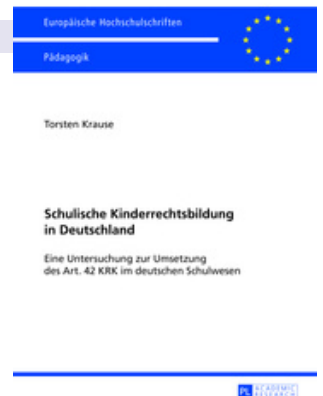 Europäische Hochschulschriften
Pädagogik
Torsten Krause
Schulische Kinderrechtsbildung
in Deutschland
Eine Untersuchung zur Umsetzung
des Art. 42 KRK im deutschen Schulwesen
PL ACADEMIC
RESEARCH